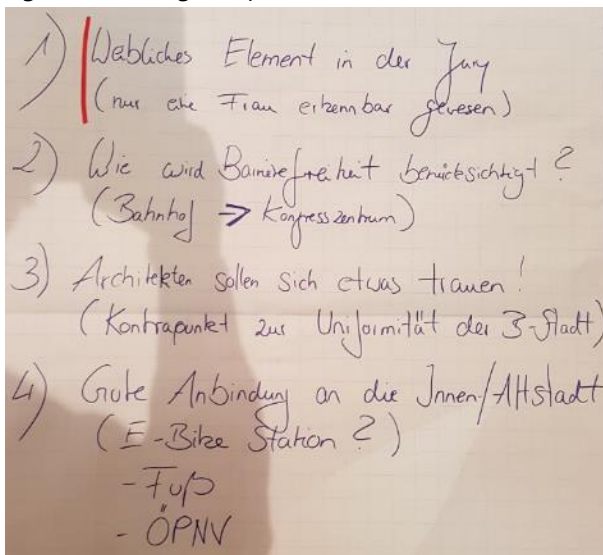 1) Weibliches Element in der Jury
(nur eine Frau erkennbar gewesen)
2) Wie wird Barrierefreiheit berücksichtigt?
(Bahnhof → Kongresszentrum)
3) Architekten sollen sich etwas trauen!
(Kontrapunkt zur Uniformität der B-Stadt)
4) Gute Anbindung an die Innen/Altstadt
(E-Bike Station?)
- Fuß
- ÖPNV